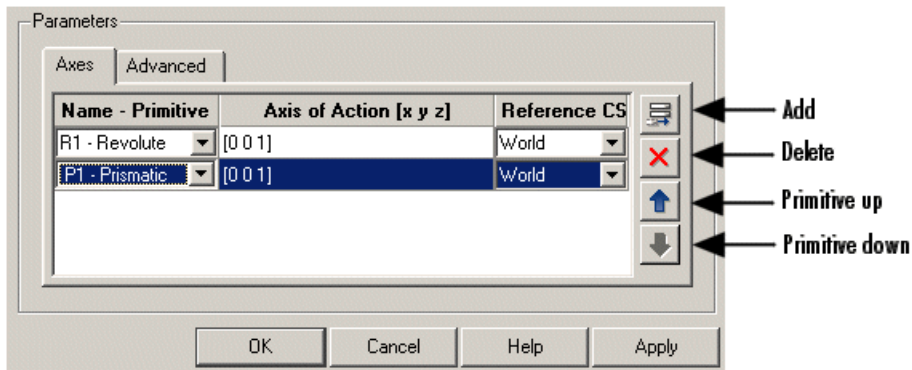 Parameters
Axes Advanced
Name - Primitive Axis of Action [x y z] Reference CS
R1 - Revolute [0 0 1] World
P1 - Prismatic [0 0 1] World
Add
Delete
Primitive up
Primitive down
OK Cancel Help Apply